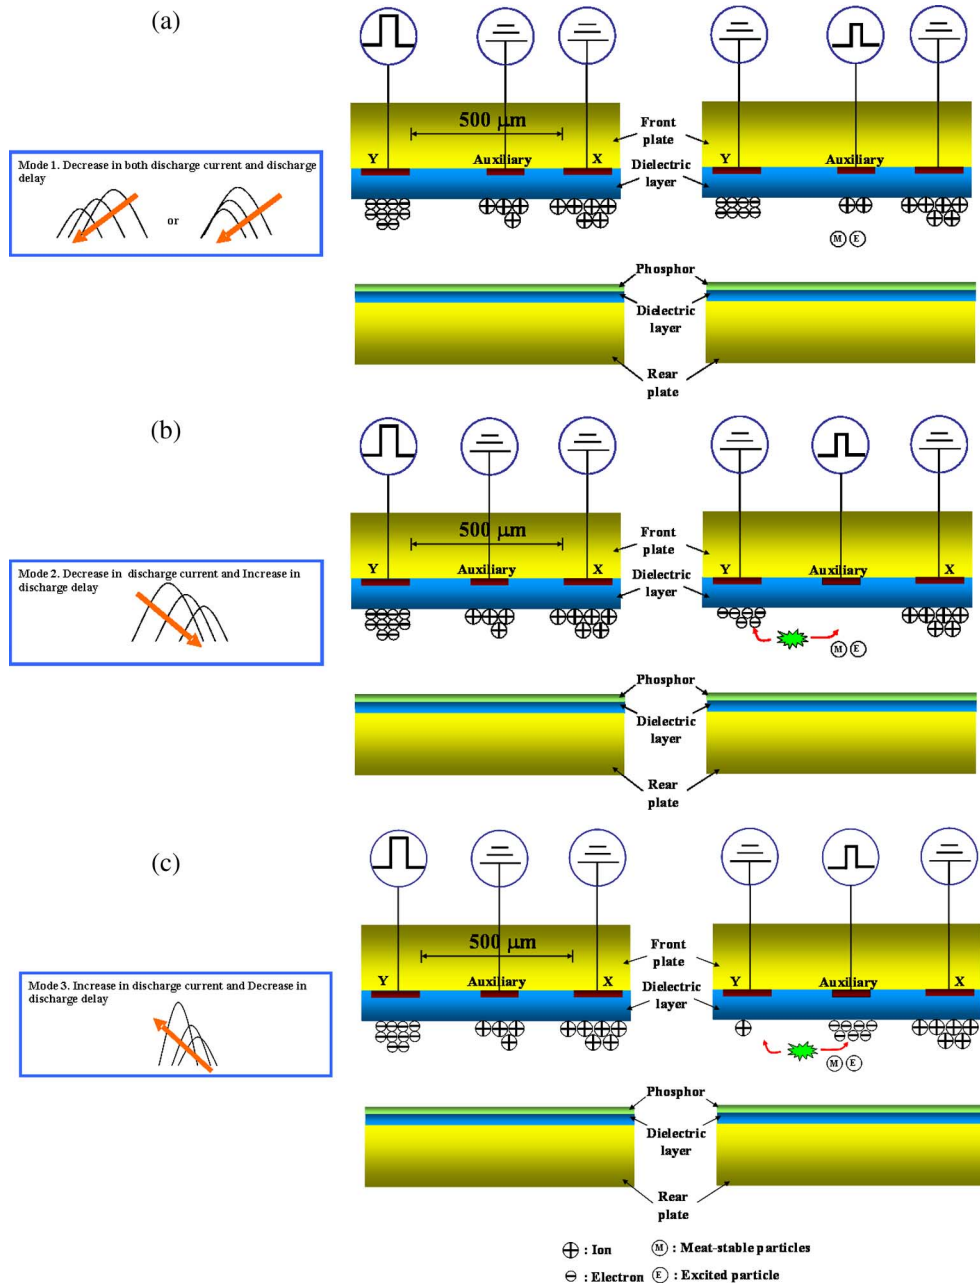 (a)
Mode 1. Decrease in both discharge current and discharge
delay
or
500 μm
Y
Auxiliary
X
Front
plate
Dielectric
layer
Y
Auxiliary
X
M E
Phosphor
Dielectric
layer
Rear
plate
(b)
Mode 2. Decrease in discharge current and Increase in
discharge delay
500 μm
Y
Auxiliary
X
Front
plate
Dielectric
layer
Y
Auxiliary
X
M E
Phosphor
Dielectric
layer
Rear
plate
(c)
Mode 3. Increase in discharge current and Decrease in
discharge delay
500 μm
Y
Auxiliary
X
Front
plate
Dielectric
layer
Y
Auxiliary
X
M E
Phosphor
Dielectric
layer
Rear
plate
: Ion
M : Meat-stable particles
: Electron
E : Excited particle